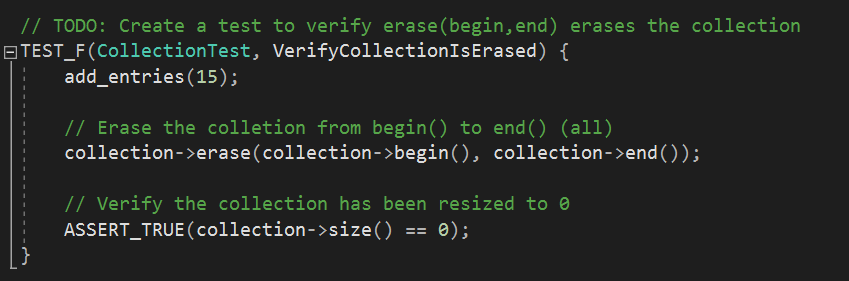 // TODO: Create a test to verify erase(begin,end) erases the collection
TEST_F(CollectionTest, VerifyCollectionIsErased) {
add_entries(15);
// Erase the colletion from begin() to end() (all)
collection->erase(collection->begin(), collection->end());
// Verify the collection has been resized to 0
ASSERT_TRUE(collection->size() == 0);
}